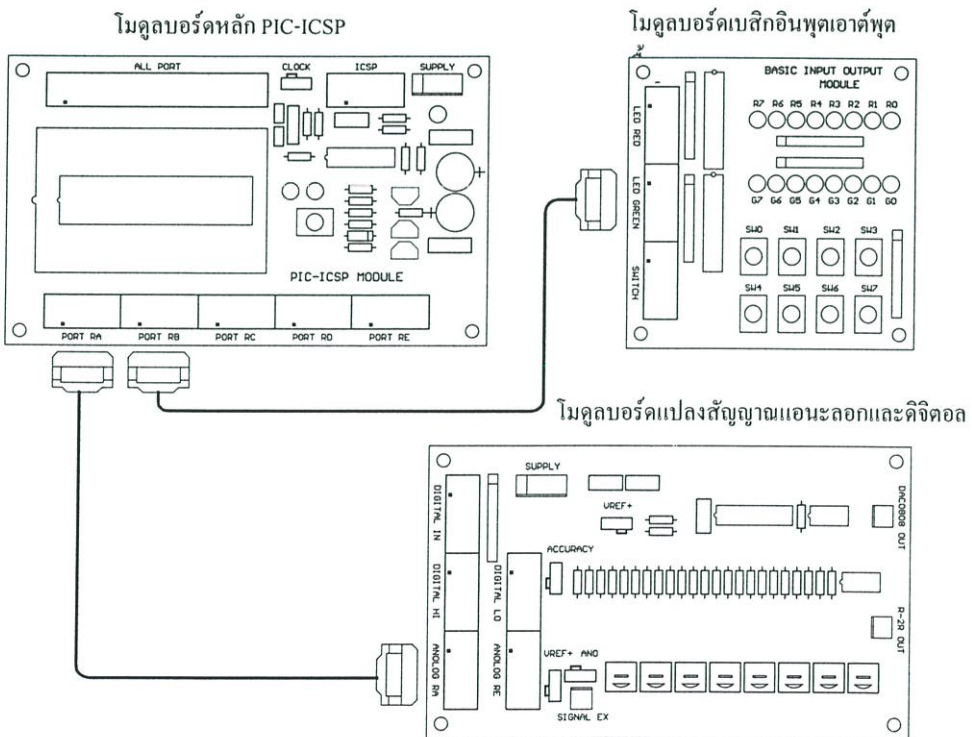 โมดูลบอร์ดหลัก PIC-ICSP
ALL PORT
CLOCK
ICSP
SUPPLY
PIC-ICSP MODULE
PORT RA
PORT RB
PORT RC
PORT RD
PORT RE
โมดูลบอร์ดเบสิกอินพุตเอาต์พุต
BASIC INPUT OUTPUT
MODULE
LED RED
LED GREEN
SWITCH
R7 R6 R5 R4 R3 R2 R1 R0
G7 G6 G5 G4 G3 G2 G1 G0
SW0 SW1 SW2 SW3
SW4 SW5 SW6 SW7
โมดูลบอร์ดแปลงสัญญาณแอนะลอกและดิจิตอล
SUPPLY
DIGITAL IN
DIGITAL HI
ANOLOG RA
DIGITAL LO
ANOLOG RE
VREF+
ACCURACY
VREF+ AN0
SIGNAL EX
DAC0808 OUT
R-2R OUT